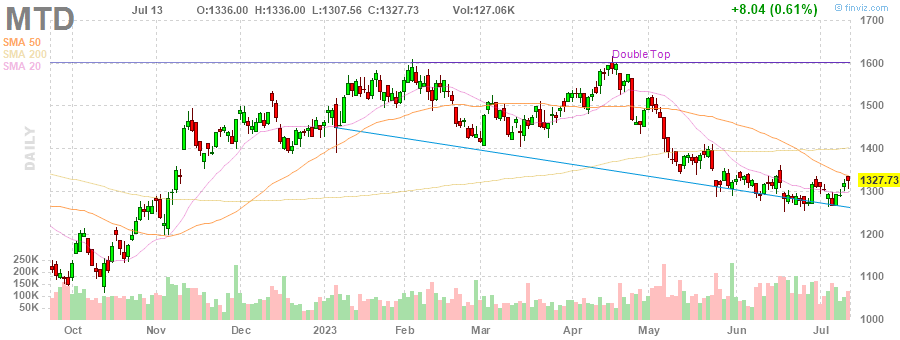 MTD
Jul 13 O:1336.00 H:1336.00 L:1307.56 C:1327.73 Vol:127.06K +8.04 (0.61%) finviz.com
SMA 50
SMA 200
SMA 20
DAILY
Double Top
1700
1600
1500
1400
1327.73
1300
1200
1100
1000
250K
200K
150K
100K
50K
Oct Nov Dec 2023 Feb Mar Apr May Jun Jul